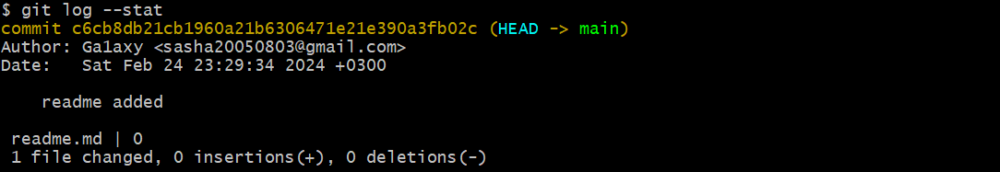 $ git log --stat
commit c6cb8db21cb1960a21b6306471e21e390a3fb02c (HEAD -> main)
Author: Ga1axy <sasha20050803@gmail.com>
Date:   Sat Feb 24 23:29:34 2024 +0300
readme added
readme.md | 0
1 file changed, 0 insertions(+), 0 deletions(-)